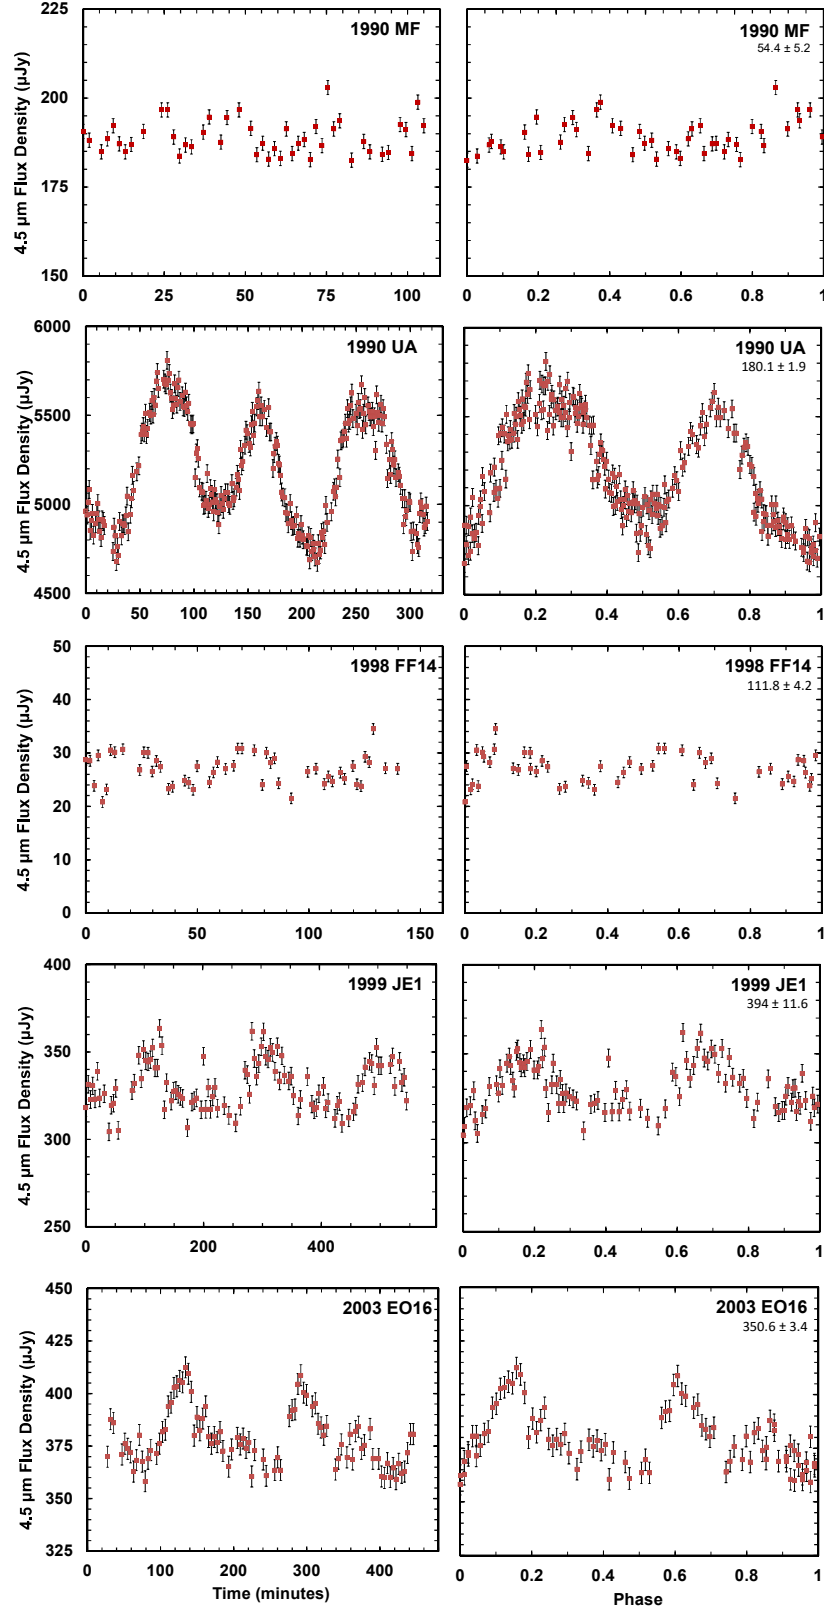 225
200
175
150
4.5 µm Flux Density (µJy)
1990 MF
0 25 50 75 100
1990 MF
54.4 ± 5.2
0 0.2 0.4 0.6 0.8 1
6000
5500
5000
4500
4.5 µm Flux Density (µJy)
1990 UA
0 50 100 150 200 250 300
1990 UA
180.1 ± 1.9
0 0.2 0.4 0.6 0.8 1
50
40
30
20
10
0
4.5 µm Flux Density (µJy)
1998 FF14
0 50 100 150
1998 FF14
111.8 ± 4.2
0 0.2 0.4 0.6 0.8 1
400
350
300
250
4.5 µm Flux Density (µJy)
1999 JE1
0 200 400
1999 JE1
394 ± 11.6
0 0.2 0.4 0.6 0.8 1
450
425
400
375
350
325
4.5 µm Flux Density (µJy)
2003 EO16
0 100 200 300 400
Time (minutes)
2003 EO16
350.6 ± 3.4
0 0.2 0.4 0.6 0.8 1
Phase